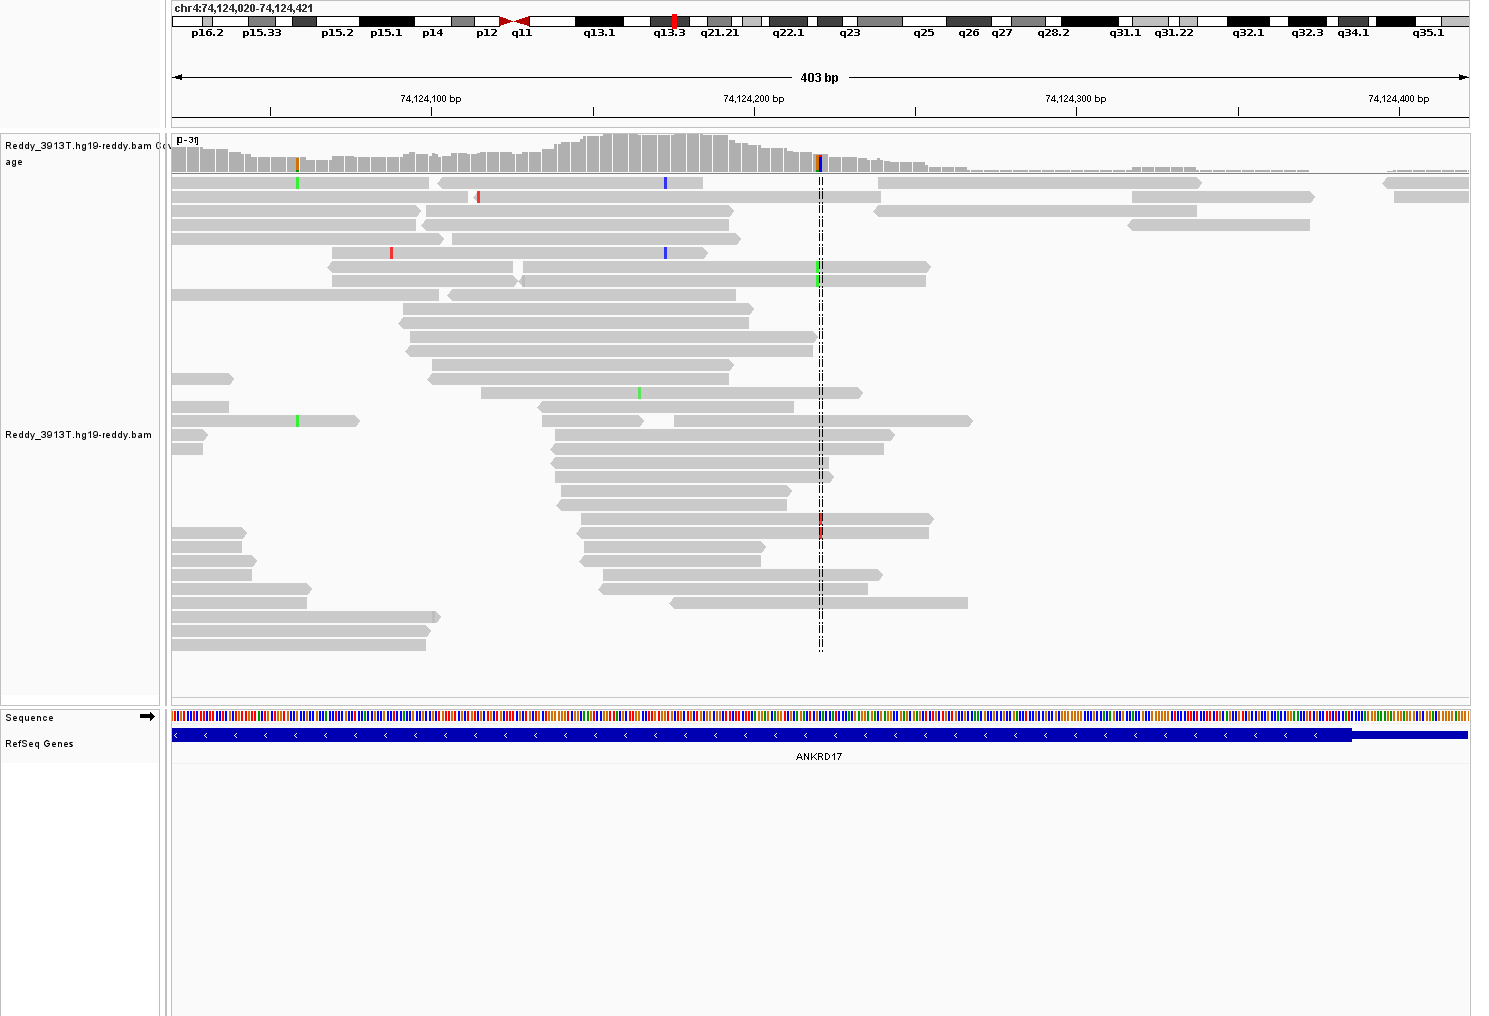 chr4:74,124,020-74,124,421
p16.2 p15.33 p15.2 p15.1 p14 p12 q11 q13.1 q13.3 q21.21 q22.1 q23 q25 q26 q27 q28.2 q31.1 q31.22 q32.1 q32.3 q34.1 q35.1
403 bp
74,124,100 bp 74,124,200 bp 74,124,300 bp 74,124,400 bp
[0-31]
Reddy_3913T.hg19-reddy.bam Cov
age
Reddy_3913T.hg19-reddy.bam
Sequence
RefSeq Genes
ANKRD17